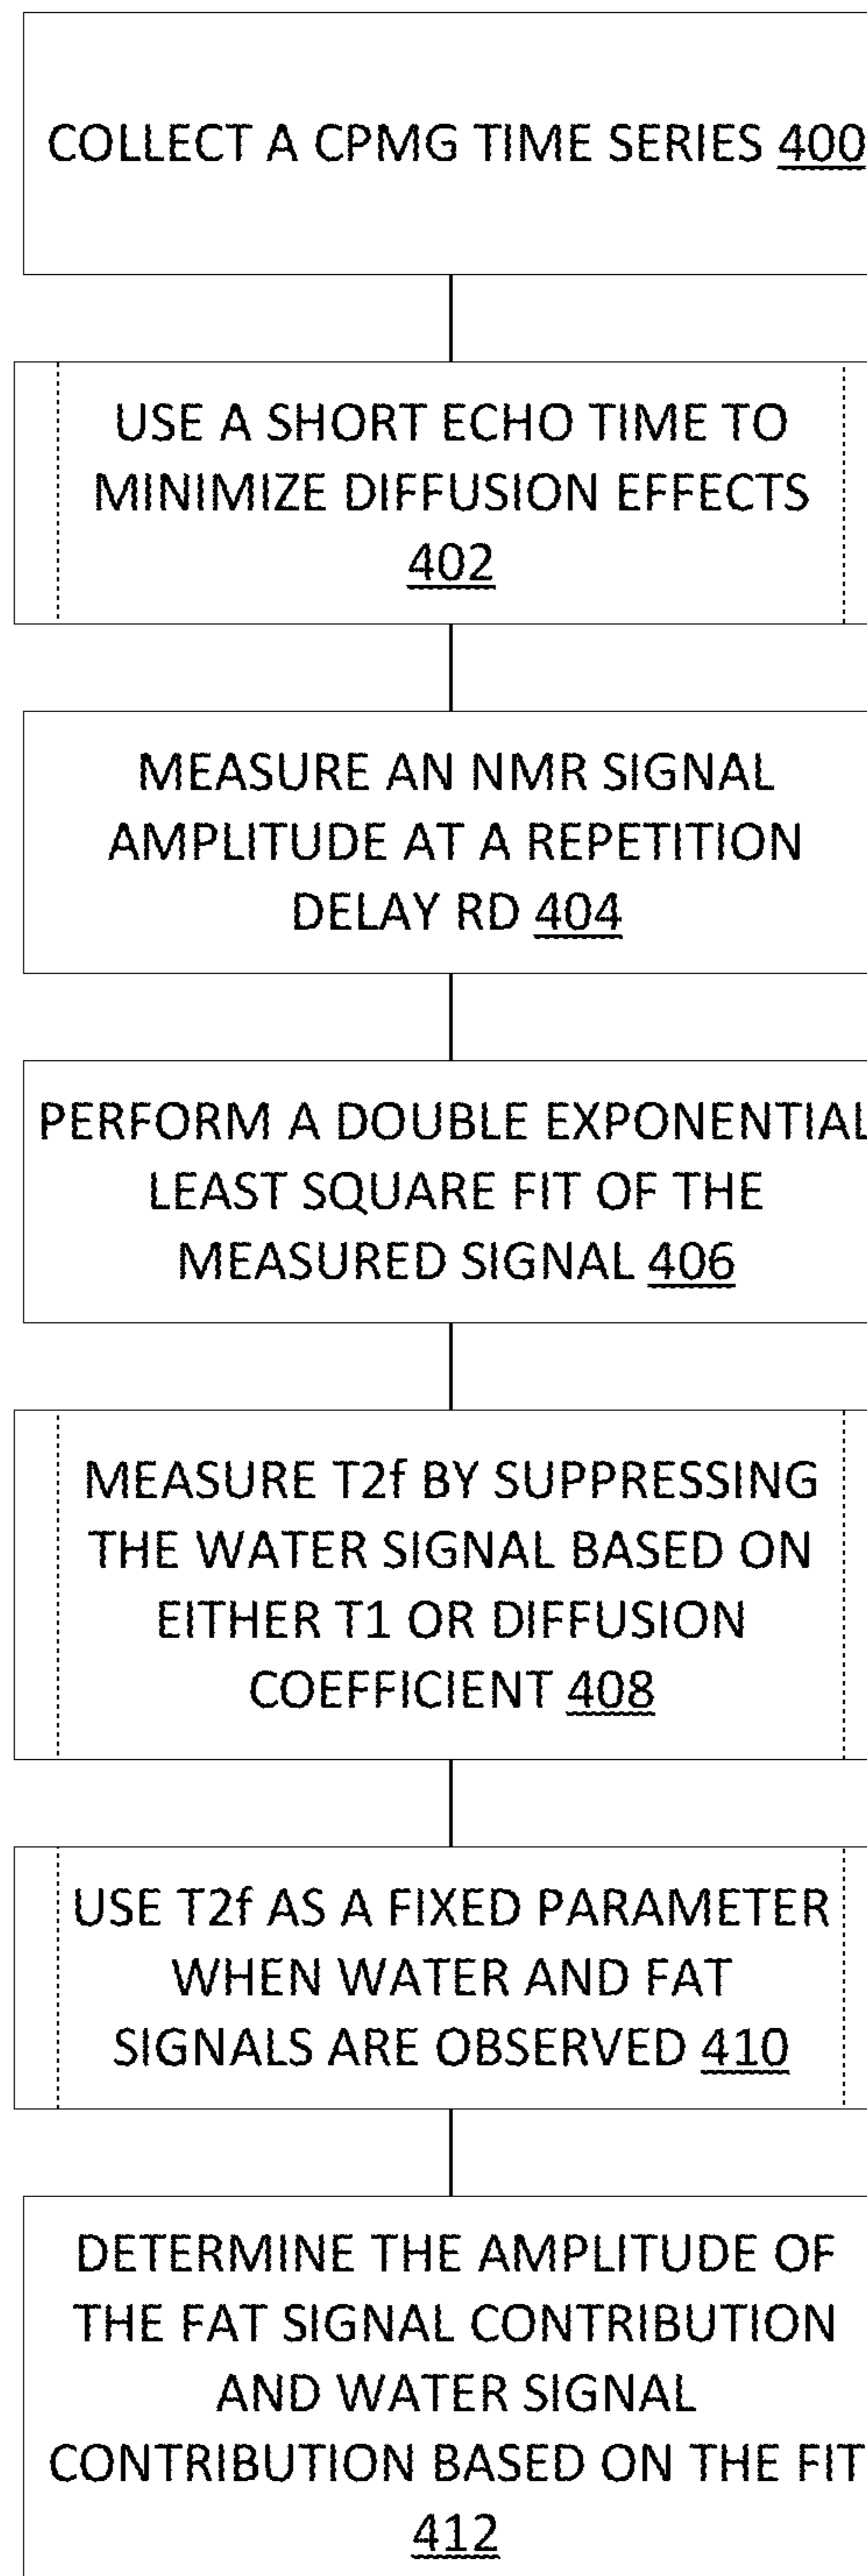 COLLECT A CPMG TIME SERIES 400
USE A SHORT ECHO TIME TO
MINIMIZE DIFFUSION EFFECTS
402
MEASURE AN NMR SIGNAL
AMPLITUDE AT A REPETITION
DELAY RD 404
PERFORM A DOUBLE EXPONENTIAL
LEAST SQUARE FIT OF THE
MEASURED SIGNAL 406
MEASURE T2f BY SUPPRESSING
THE WATER SIGNAL BASED ON
EITHER T1 OR DIFFUSION
COEFFICIENT 408
USE T2f AS A FIXED PARAMETER
WHEN WATER AND FAT
SIGNALS ARE OBSERVED 410
DETERMINE THE AMPLITUDE OF
THE FAT SIGNAL CONTRIBUTION
AND WATER SIGNAL
CONTRIBUTION BASED ON THE FIT
412